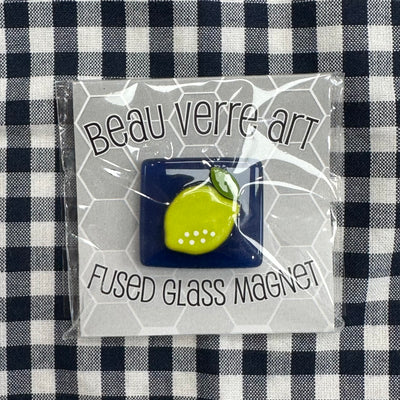 Beau Verre Art
Fused Glass Magnet